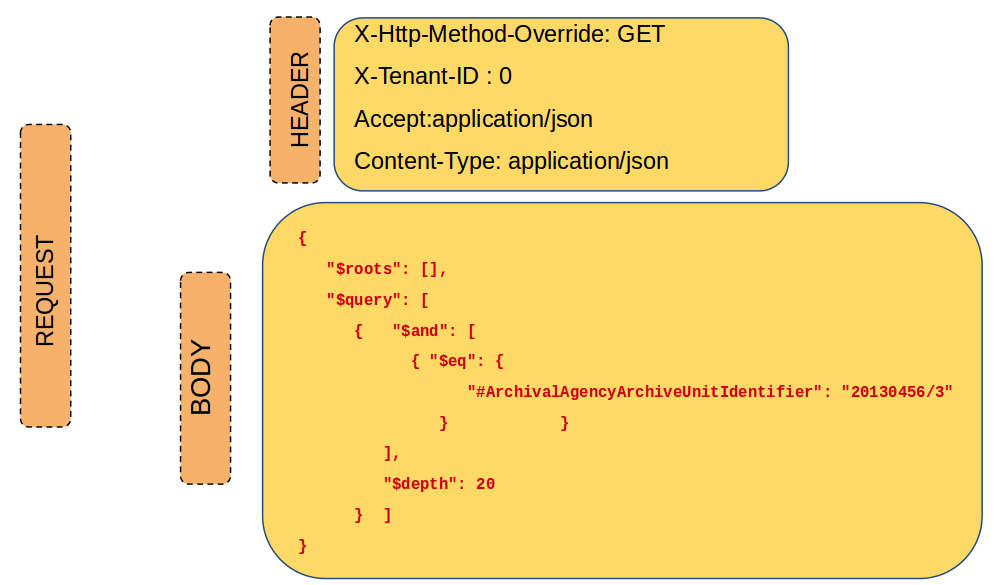 REQUEST
HEADER
X-Http-Method-Override: GET
X-Tenant-ID : 0
Accept:application/json
Content-Type: application/json
BODY
{
"$roots": [],
"$query": [
{ "$and": [
{ "$eq": {
"#ArchivalAgencyArchiveUnitIdentifier": "20130456/3"
} }
],
"$depth": 20
} ]
}